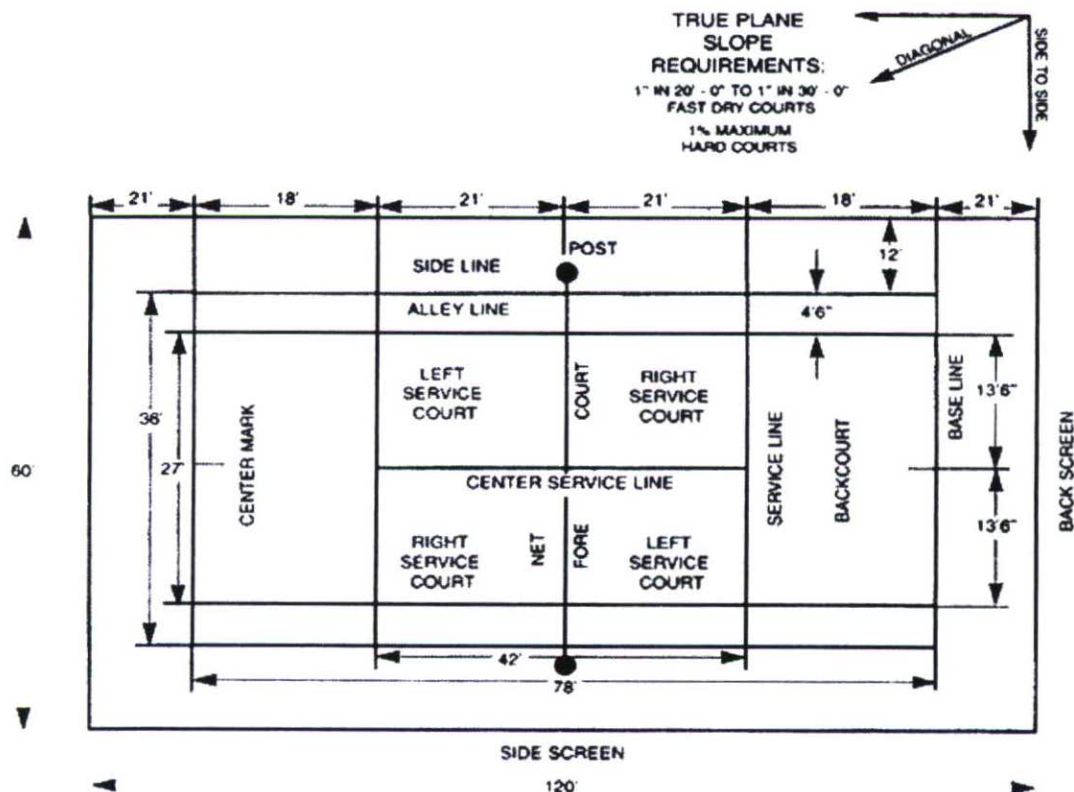 TRUE PLANE
SLOPE
REQUIREMENTS:
1" IN 20' - 0" TO 1" IN 30' - 0"
FAST DRY COURTS
1% MAXIMUM
HARD COURTS
DIAGONAL
SIDE TO SIDE
21'
18'
21'
21'
18'
21'
POST
12'
SIDE LINE
ALLEY LINE
4'6"
LEFT
SERVICE
COURT
COURT
RIGHT
SERVICE
COURT
13'6"
BASE LINE
36'
60'
27'
CENTER MARK
CENTER SERVICE LINE
SERVICE LINE
BACKCOURT
BACK SCREEN
13'6"
RIGHT
SERVICE
COURT
NET
FORE
LEFT
SERVICE
COURT
42'
78'
SIDE SCREEN
120'